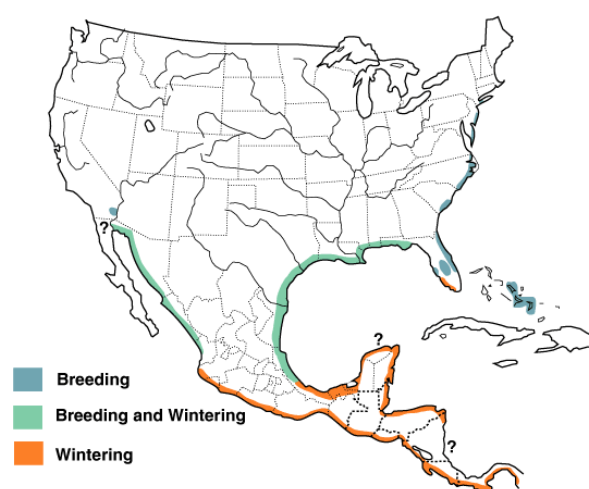 ?
?
Breeding
Breeding and Wintering
?
Wintering